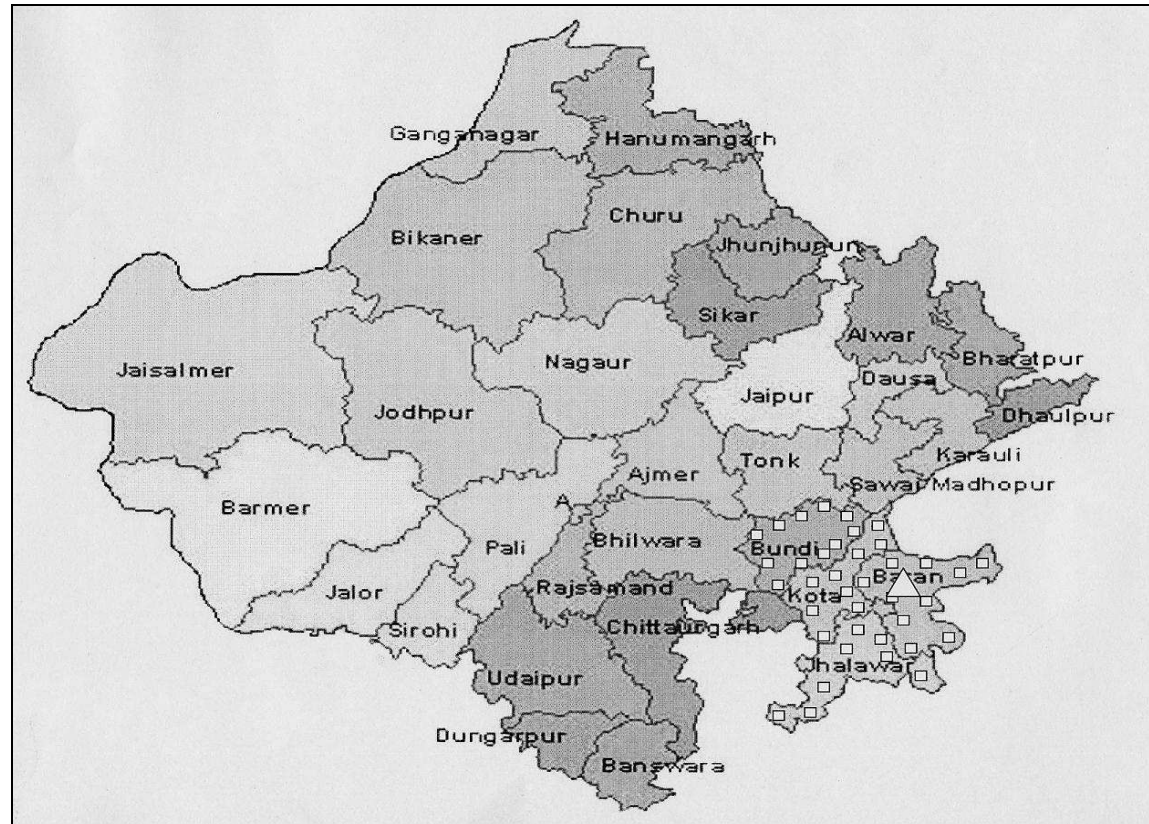 Ganganagar
Hanumangarh
Churu
Bikaner
Jhunjhunun
Sikar
Alwar
Bharatpur
Nagaur
Jaisalmer
Dausa
Jaipur
Jodhpur
Dhaulpur
Karauli
Tonk
Ajmer
Sawai Madhopur
Barmer
A
Pali
Bhilwara
Bundi
Baran
Rajsamand
Kota
Jalor
Sirohi
Chittaurgarh
Jhalawar
Udaipur
Dungarpur
Banswara